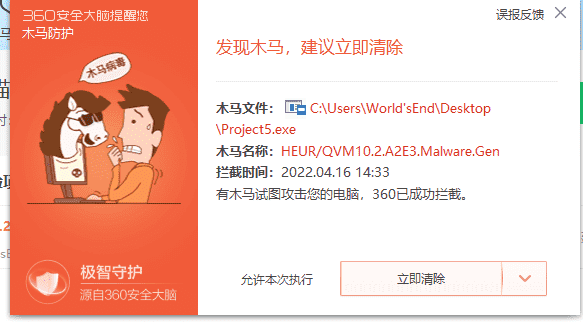 360安全大脑提醒您
木马防护
误报反馈
发现木马，建议立即清除
木马病毒
木马文件： C:\Users\World'sEnd\Desktop
\Project5.exe
木马名称： HEUR/QVM10.2.A2E3.Malware.Gen
拦截时间： 2022.04.16 14:33
有木马试图攻击您的电脑，360已成功拦截。
极智守护
源自360安全大脑
允许本次执行
立即清除